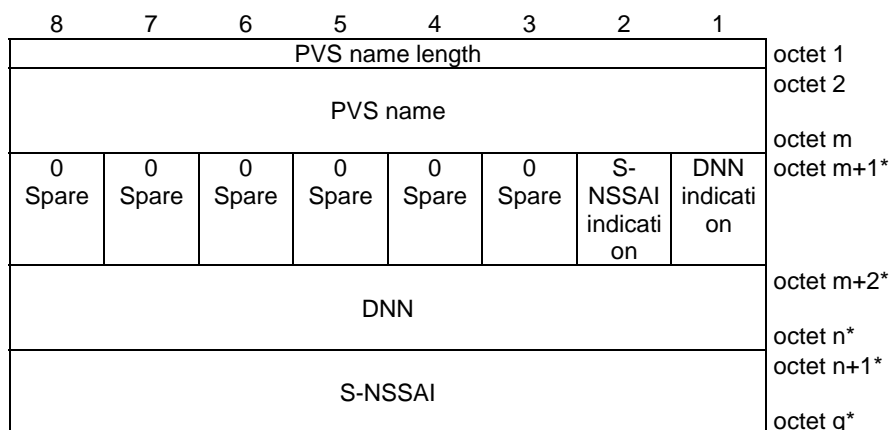 8 7 6 5 4 3 2 1
PVS name length octet 1
octet 2
PVS name
octet m
0 0 0 0 0 0 S- DNN octet m+1*
Spare Spare Spare Spare Spare Spare NSSAI indicati
indicati on
on
octet m+2*
DNN
octet n*
octet n+1*
S-NSSAI
octet q*